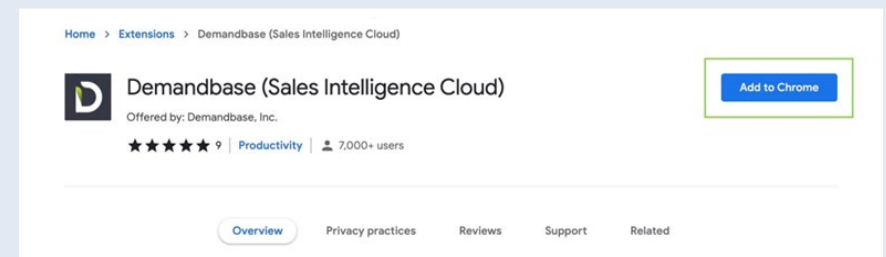 Home > Extensions > Demandbase (Sales Intelligence Cloud)
D
Demandbase (Sales Intelligence Cloud)
Add to Chrome
Offered by: Demandbase, Inc.
★★★★★ 9 | Productivity | 7,000+ users
Overview Privacy practices Reviews Support Related